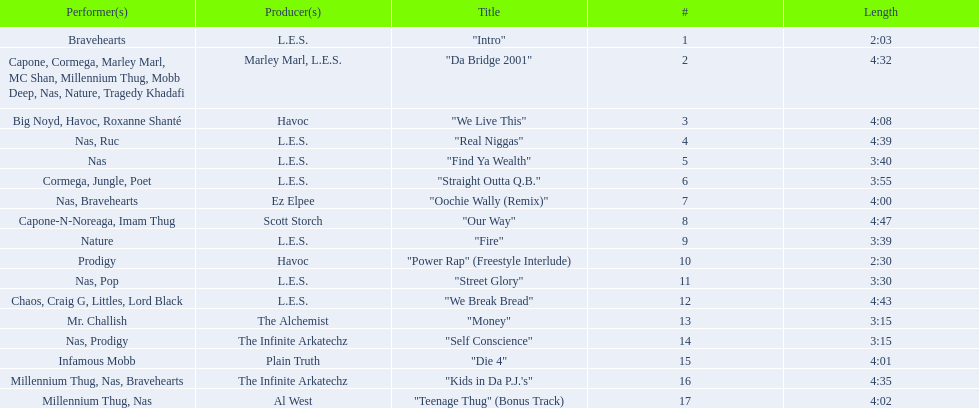 Performer(s) Producer(s) Title # Length
Bravehearts L.E.S. "Intro" 1 2:03
Capone, Cormega, Marley Marl, MC Shan, Millennium Thug, Mobb Deep, Nas, Nature, Tragedy Khadafi Marley Marl, L.E.S. "Da Bridge 2001" 2 4:32
Big Noyd, Havoc, Roxanne Shanté Havoc "We Live This" 3 4:08
Nas, Ruc L.E.S. "Real Niggas" 4 4:39
Nas L.E.S. "Find Ya Wealth" 5 3:40
Cormega, Jungle, Poet L.E.S. "Straight Outta Q.B." 6 3:55
Nas, Bravehearts Ez Elpee "Oochie Wally (Remix)" 7 4:00
Capone-N-Noreaga, Imam Thug Scott Storch "Our Way" 8 4:47
Nature L.E.S. "Fire" 9 3:39
Prodigy Havoc "Power Rap" (Freestyle Interlude) 10 2:30
Nas, Pop L.E.S. "Street Glory" 11 3:30
Chaos, Craig G, Littles, Lord Black L.E.S. "We Break Bread" 12 4:43
Mr. Challish The Alchemist "Money" 13 3:15
Nas, Prodigy The Infinite Arkatechz "Self Conscience" 14 3:15
Infamous Mobb Plain Truth "Die 4" 15 4:01
Millennium Thug, Nas, Bravehearts The Infinite Arkatechz "Kids in Da P.J.'s" 16 4:35
Millennium Thug, Nas Al West "Teenage Thug" (Bonus Track) 17 4:02